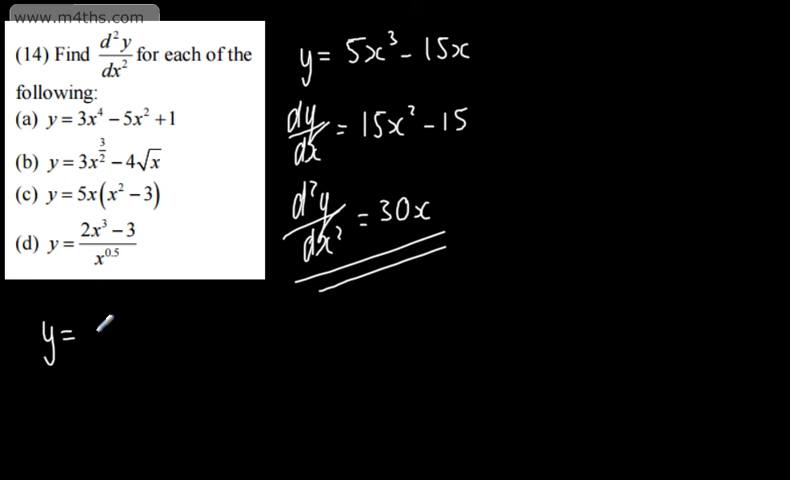 www.m4ths.com
(14) Find d²y/dx² for each of the
following:
(a) y = 3x⁴ − 5x² + 1
(b) y = 3x^(3/2) − 4√x
(c) y = 5x(x² − 3)
(d) y = (2x³ − 3)/x^0.5
y = 5x³ − 15x
dy/dx = 15x² − 15
d²y/dx² = 30x
y =